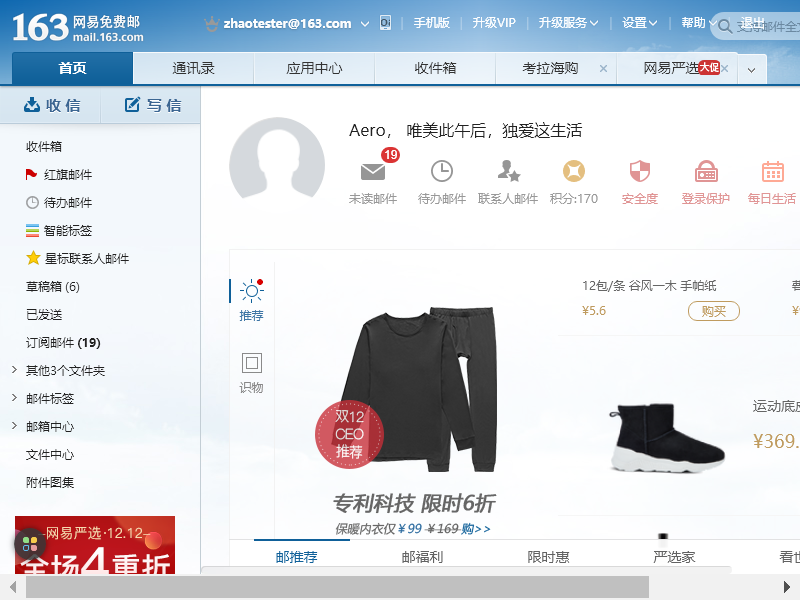 163 网易免费邮
mail.163.com
zhaotester@163.com
手机版
升级VIP
升级服务
设置
帮助
退出
首页
通讯录
应用中心
收件箱
考拉海购
网易严选
大促
收信
写信
收件箱
红旗邮件
待办邮件
智能标签
星标联系人邮件
草稿箱 (6)
已发送
订阅邮件 (19)
其他3个文件夹
邮件标签
邮箱中心
文件中心
附件图集
网易严选·12.12
全场4重折
Aero， 唯美此午后，独爱这生活
19
未读邮件
待办邮件
联系人邮件
积分:170
安全度
登录保护
每日生活
推荐
识物
双12
CEO
推荐
专利科技 限时6折
保暖内衣仅¥99 ¥169 购>>
12包/条 谷风一木 手帕纸
¥5.6
购买
运动底皮
¥369.
邮推荐
邮福利
限时惠
严选家
看世